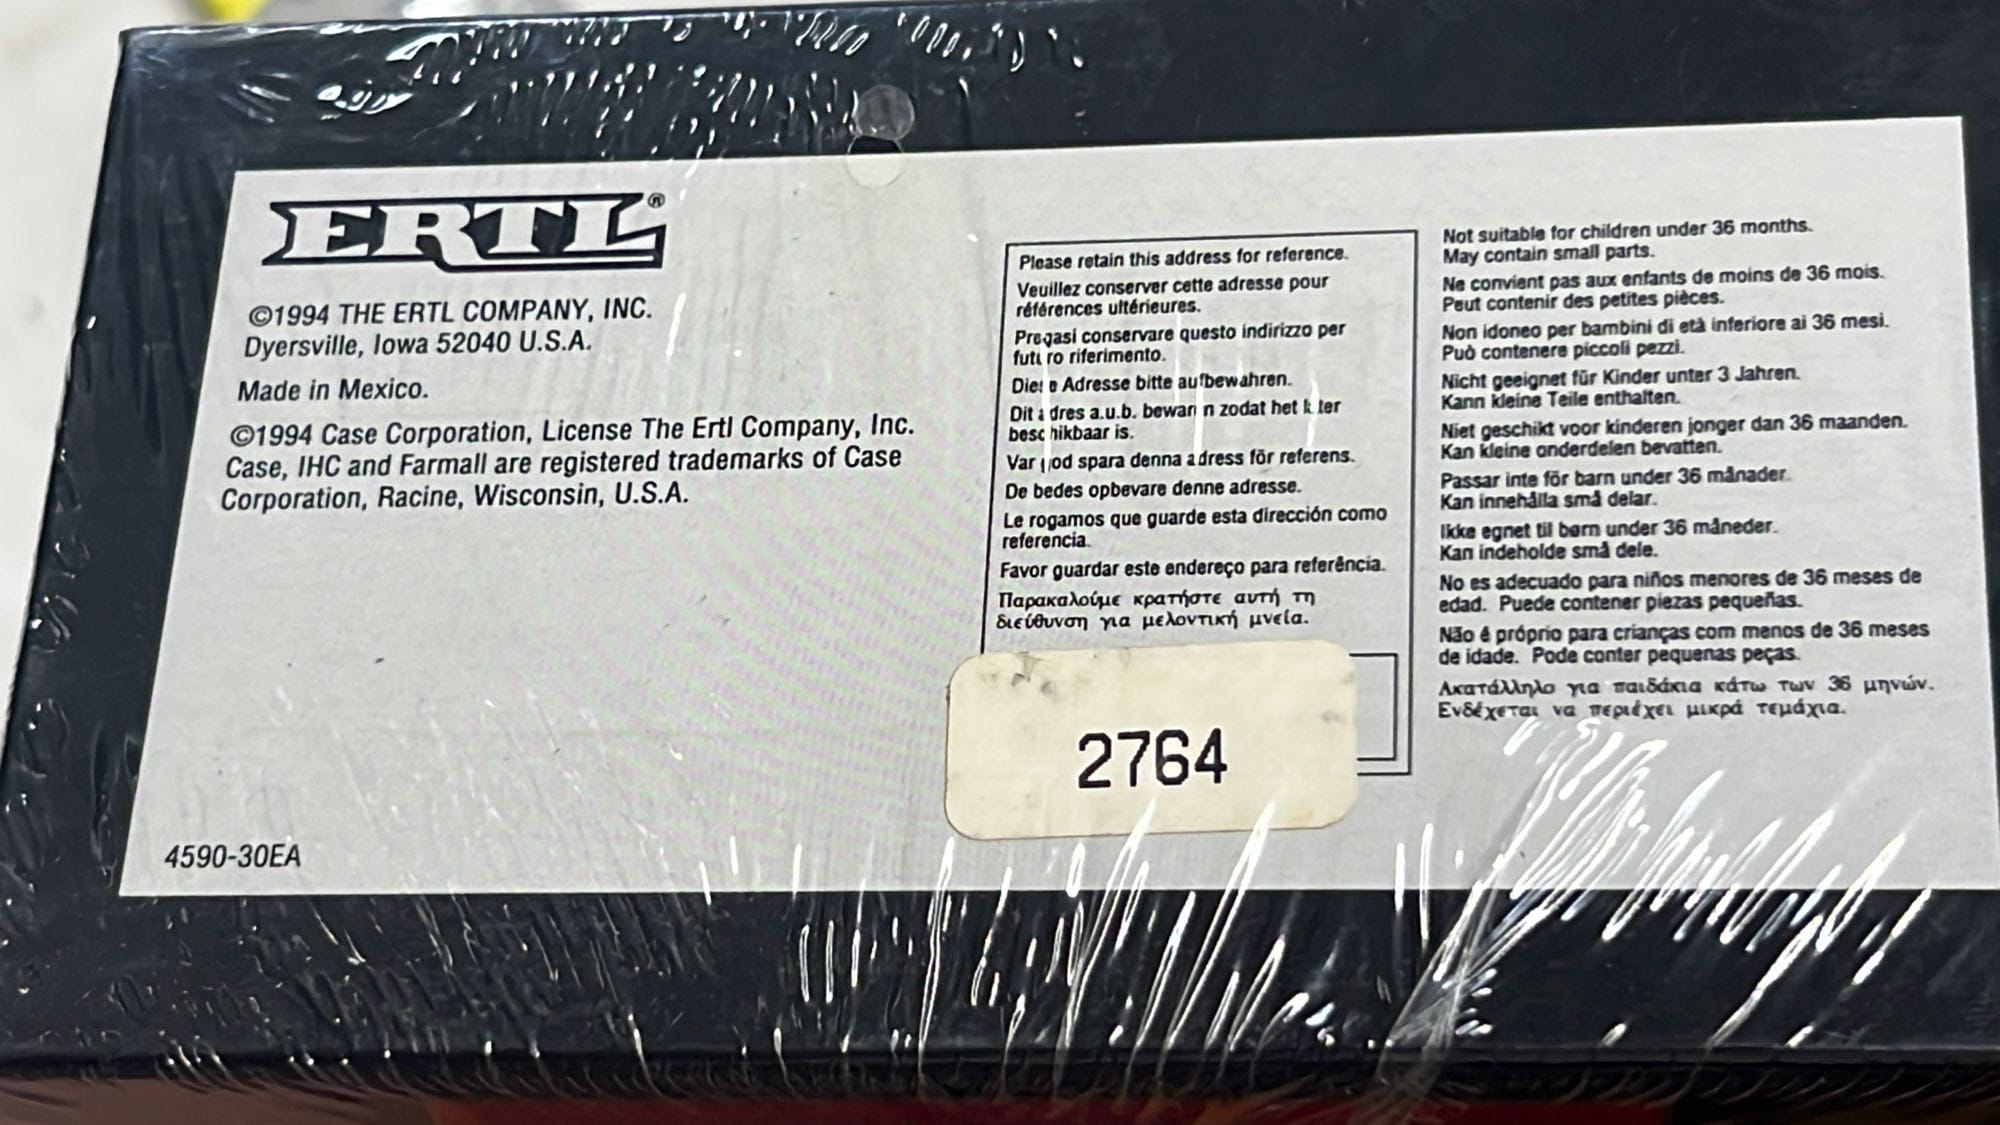 ERTL®
©1994 THE ERTL COMPANY, INC.
Dyersville, Iowa 52040 U.S.A.
Made in Mexico.
©1994 Case Corporation, License The Ertl Company, Inc.
Case, IHC and Farmall are registered trademarks of Case
Corporation, Racine, Wisconsin, U.S.A.
4590-30EA
Please retain this address for reference.
Veuillez conserver cette adresse pour
références ultérieures.
Pregasi conservare questo indirizzo per
futuro riferimento.
Diese Adresse bitte aufbewahren.
Dit adres a.u.b. bewaren zodat het later
beschikbaar is.
Var god spara denna adress för referens.
De bedes opbevare denne adresse.
Le rogamos que guarde esta dirección como
referencia.
Favor guardar este endereço para referência.
Παρακαλούμε κρατήστε αυτή τη
διεύθυνση για μελοντική μνεία.
2764
Not suitable for children under 36 months.
May contain small parts.
Ne convient pas aux enfants de moins de 36 mois.
Peut contenir des petites pièces.
Non idoneo per bambini di età inferiore ai 36 mesi.
Può contenere piccoli pezzi.
Nicht geeignet für Kinder unter 3 Jahren.
Kann kleine Teile enthalten.
Niet geschikt voor kinderen jonger dan 36 maanden.
Kan kleine onderdelen bevatten.
Passar inte för barn under 36 månader.
Kan innehålla små delar.
Ikke egnet til børn under 36 måneder.
Kan indeholde små dele.
No es adecuado para niños menores de 36 meses de
edad. Puede contener piezas pequeñas.
Não é próprio para crianças com menos de 36 meses
de idade. Pode conter pequenas peças.
Ακατάλληλο για παιδάκια κάτω των 36 μηνών.
Ενδέχεται να περιέχει μικρά τεμάχια.